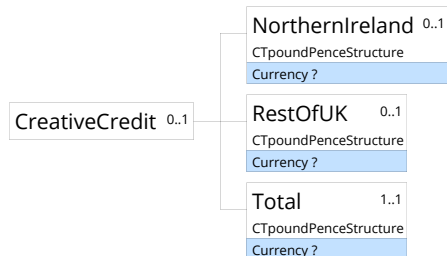 NorthernIreland 0..1
CTpoundPenceStructure
Currency ?
CreativeCredit 0..1
RestOfUK 0..1
CTpoundPenceStructure
Currency ?
Total 1..1
CTpoundPenceStructure
Currency ?